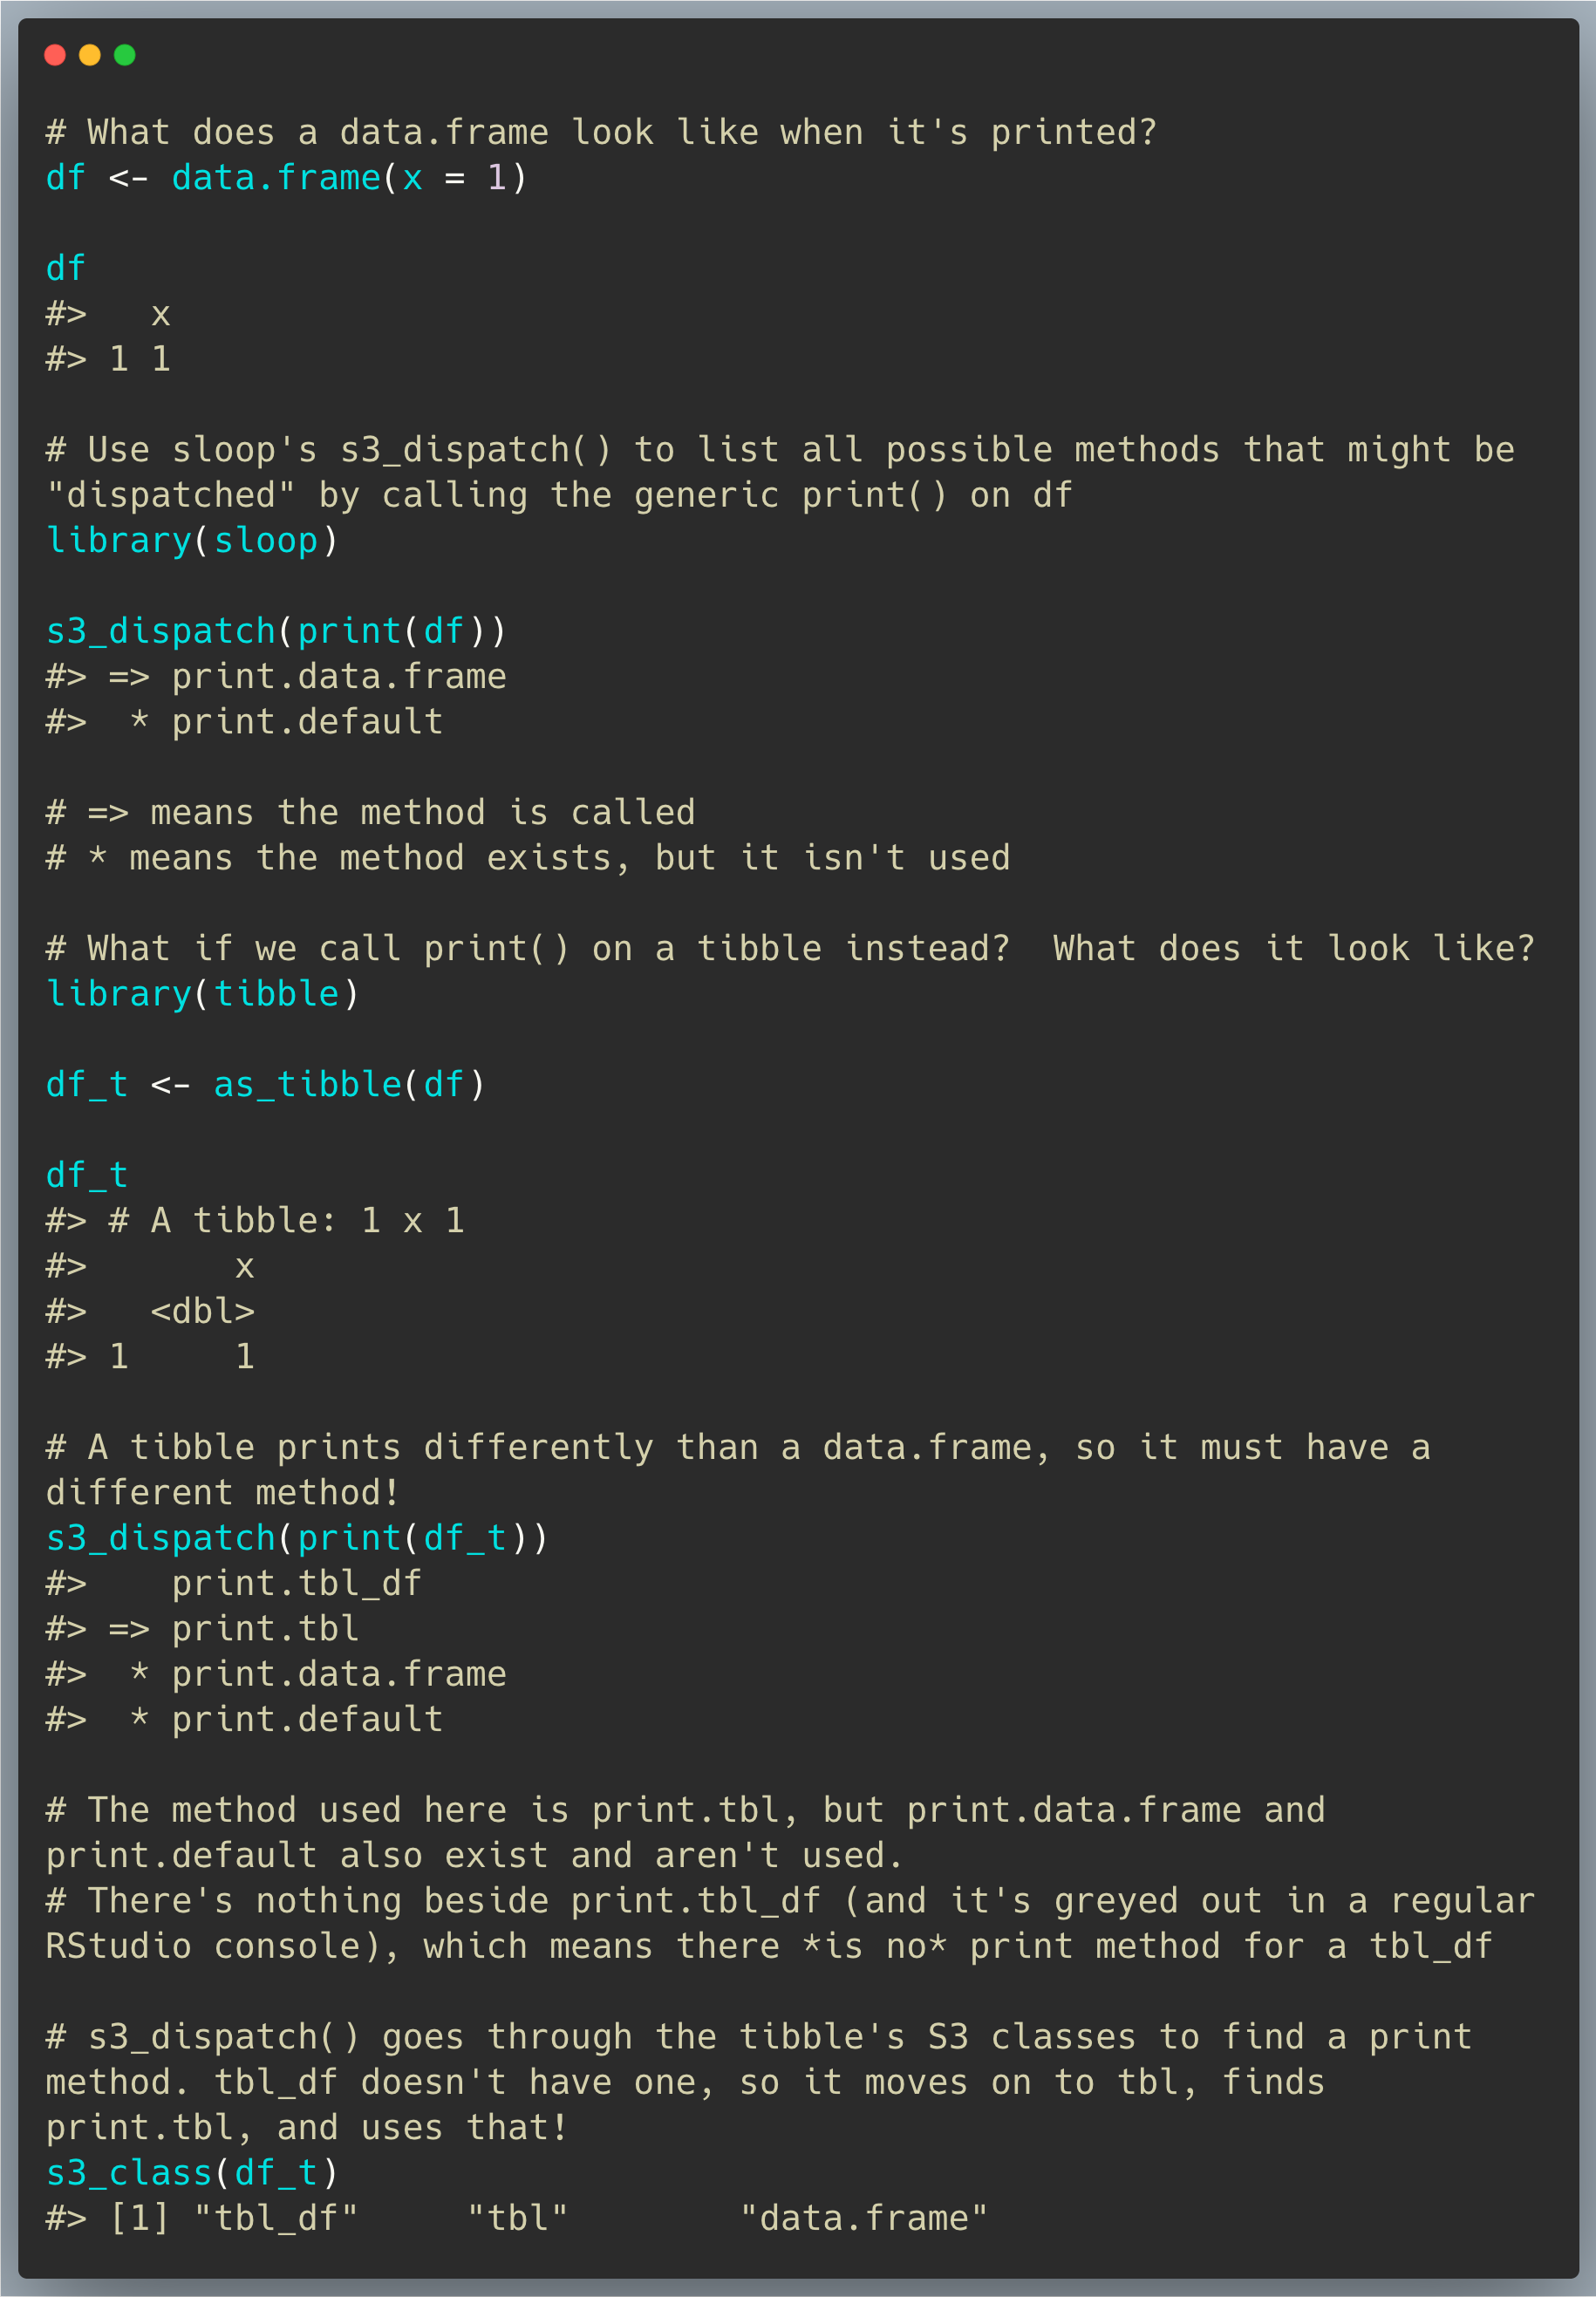 # What does a data.frame look like when it's printed?
df <- data.frame(x = 1)

df
#>   x
#> 1 1

# Use sloop's s3_dispatch() to list all possible methods that might be
"dispatched" by calling the generic print() on df
library(sloop)

s3_dispatch(print(df))
#> => print.data.frame
#>  * print.default

# => means the method is called
# * means the method exists, but it isn't used

# What if we call print() on a tibble instead?  What does it look like?
library(tibble)

df_t <- as_tibble(df)

df_t
#> # A tibble: 1 x 1
#>       x
#>   <dbl>
#> 1     1

# A tibble prints differently than a data.frame, so it must have a
different method!
s3_dispatch(print(df_t))
#>    print.tbl_df
#> => print.tbl
#>  * print.data.frame
#>  * print.default

# The method used here is print.tbl, but print.data.frame and
print.default also exist and aren't used.
# There's nothing beside print.tbl_df (and it's greyed out in a regular
RStudio console), which means there *is no* print method for a tbl_df

# s3_dispatch() goes through the tibble's S3 classes to find a print
method. tbl_df doesn't have one, so it moves on to tbl, finds
print.tbl, and uses that!
s3_class(df_t)
#> [1] "tbl_df"     "tbl"        "data.frame"